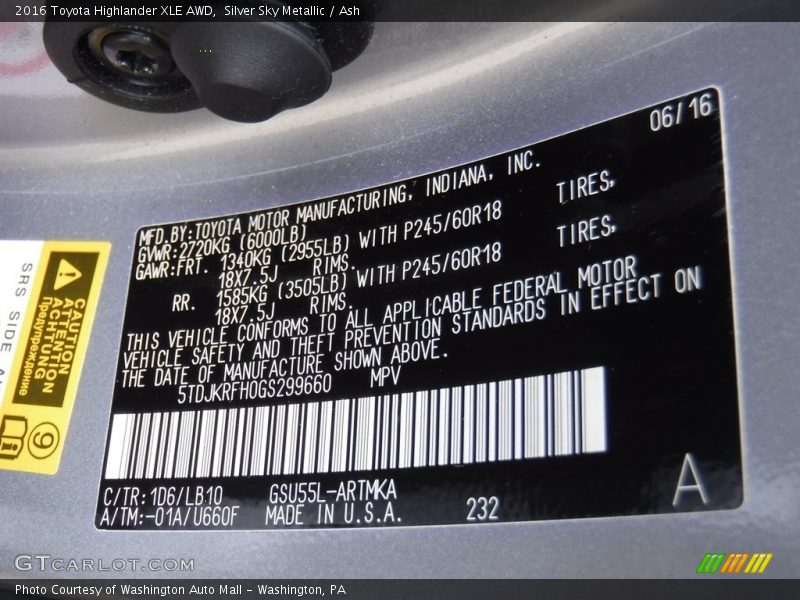 2016 Toyota Highlander XLE AWD, Silver Sky Metallic / Ash
06/16
MFD.BY:TOYOTA MOTOR MANUFACTURING, INDIANA, INC.
GVWR:2720KG (6000LB)
GAWR:FRT. 1340KG (2955LB) WITH P245/60R18 TIRES,
18X7.5J RIMS.
RR. 1585KG (3505LB) WITH P245/60R18 TIRES,
18X7.5J RIMS.
THIS VEHICLE CONFORMS TO ALL APPLICABLE FEDERAL MOTOR
VEHICLE SAFETY AND THEFT PREVENTION STANDARDS IN EFFECT ON
THE DATE OF MANUFACTURE SHOWN ABOVE.
5TDJKRFH0GS299660 MPV
C/TR:1D6/LB10 GSU55L-ARTMKA
A/TM:-01A/U660F MADE IN U.S.A. 232
A
SRS SIDE
CAUTION
ATTENTION
ACHTUNG
Предупреждение
GTCARLOT.COM
Photo Courtesy of Washington Auto Mall - Washington, PA